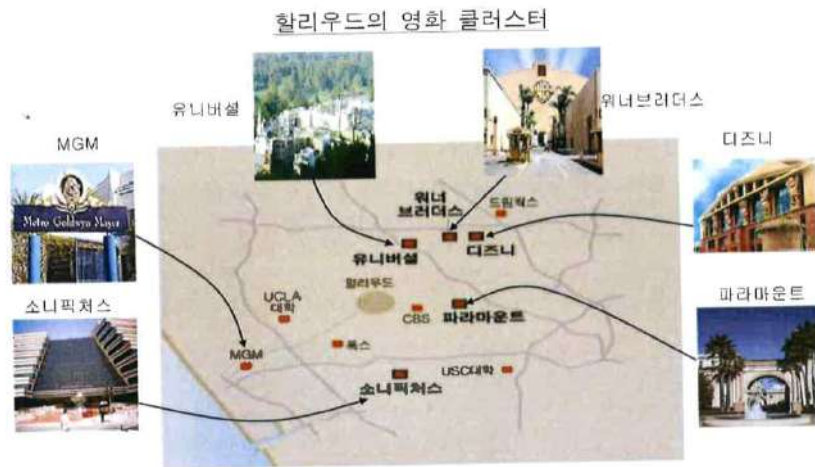 할리우드의 영화 클러스터
유니버설
워너브러더스
MGM
디즈니
Metro Goldwyn Mayer
워너
브러더스
드림웍스
유니버설
디즈니
할리우드
소니픽처스
UCLA
대학
CBS
파라마운트
파라마운트
MGM
폭스
소니픽처스
USC대학